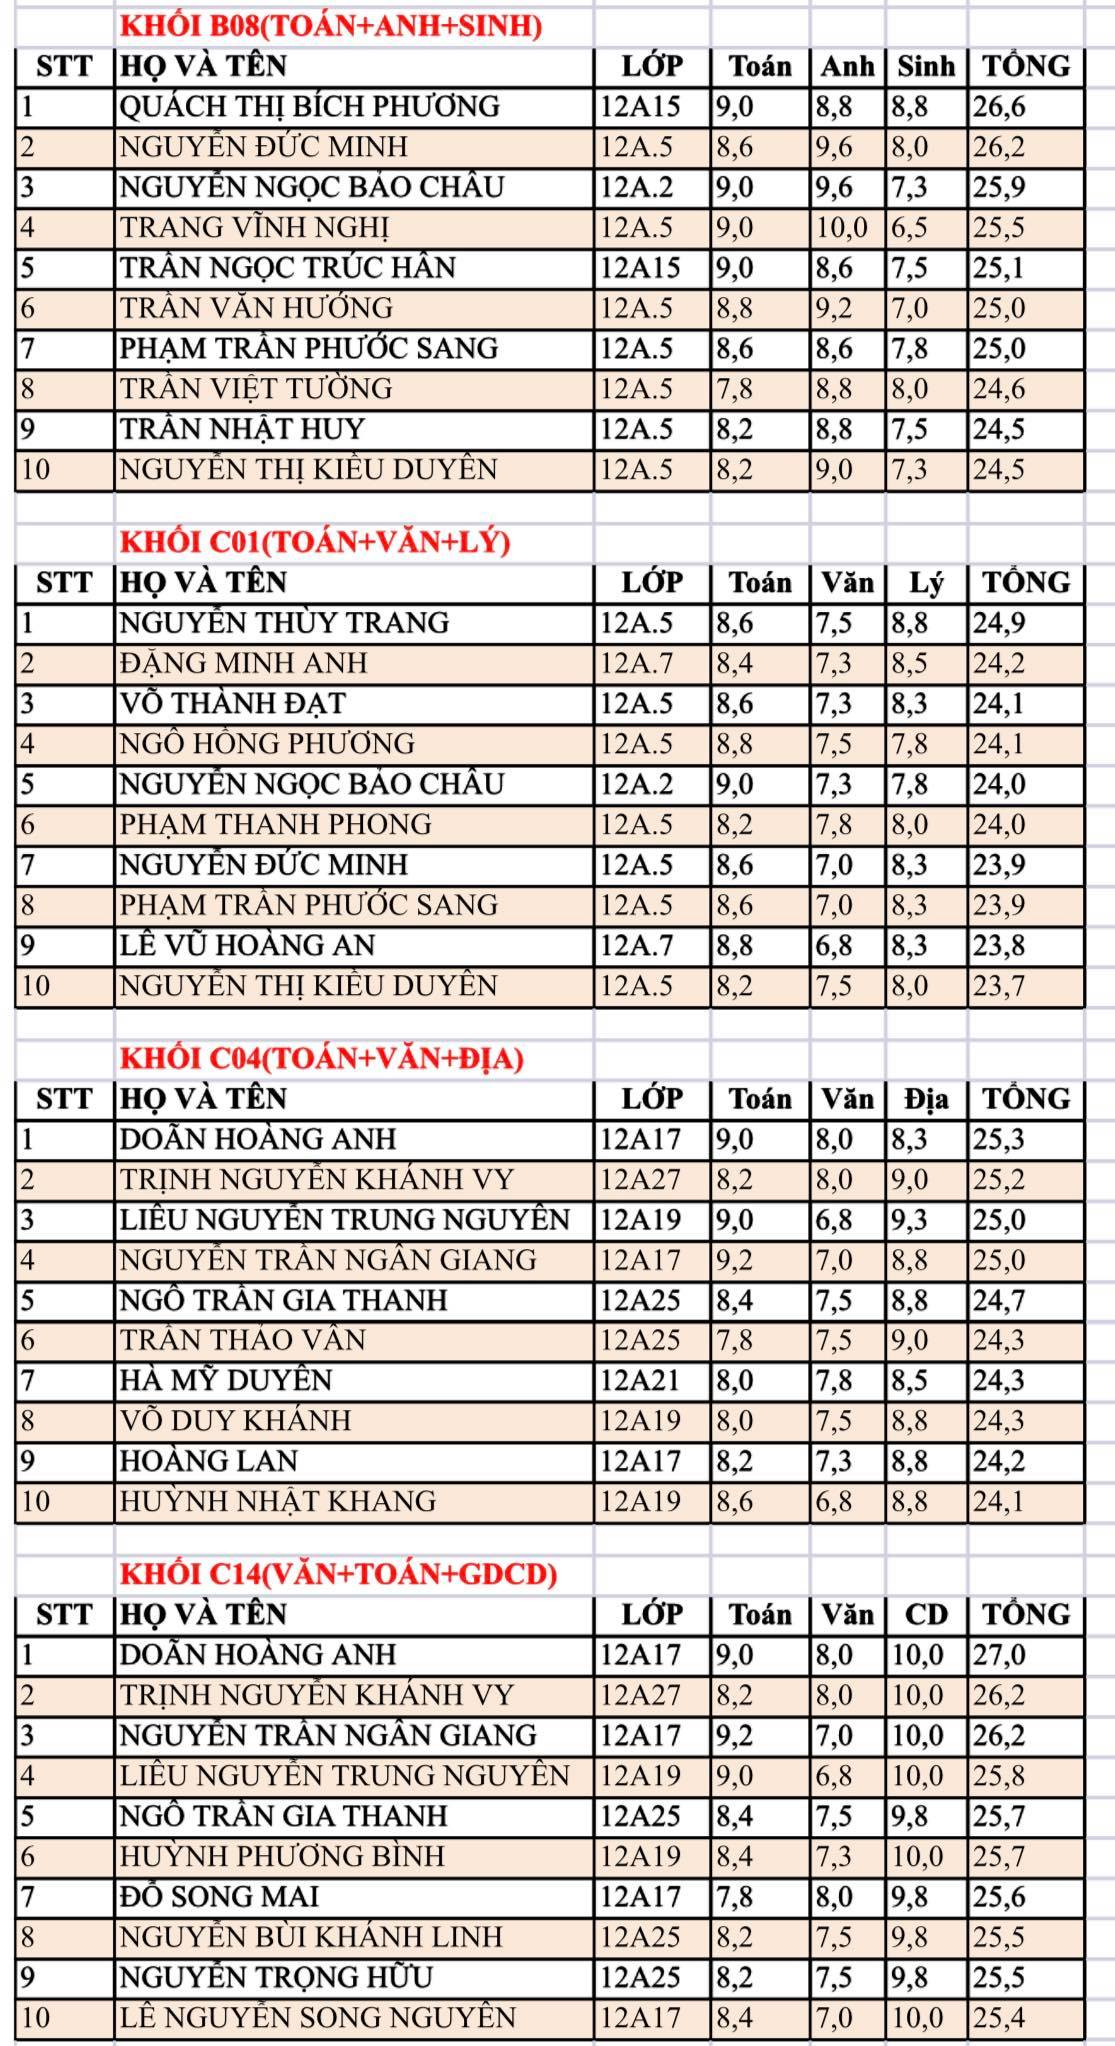 KHỐI B08(TOÁN+ANH+SINH)
STT HỌ VÀ TÊN LỚP Toán Anh Sinh TỔNG
1 QUÁCH THỊ BÍCH PHƯƠNG 12A15 9,0 8,8 8,8 26,6
2 NGUYỄN ĐỨC MINH 12A.5 8,6 9,6 8,0 26,2
3 NGUYỄN NGỌC BẢO CHÂU 12A.2 9,0 9,6 7,3 25,9
4 TRANG VĨNH NGHỊ 12A.5 9,0 10,0 6,5 25,5
5 TRẦN NGỌC TRÚC HÂN 12A15 9,0 8,6 7,5 25,1
6 TRẦN VĂN HƯỚNG 12A.5 8,8 9,2 7,0 25,0
7 PHẠM TRẦN PHƯỚC SANG 12A.5 8,6 8,6 7,8 25,0
8 TRẦN VIỆT TƯỜNG 12A.5 7,8 8,8 8,0 24,6
9 TRẦN NHẬT HUY 12A.5 8,2 8,8 7,5 24,5
10 NGUYỄN THỊ KIỀU DUYÊN 12A.5 8,2 9,0 7,3 24,5
KHỐI C01(TOÁN+VĂN+LÝ)
STT HỌ VÀ TÊN LỚP Toán Văn Lý TỔNG
1 NGUYỄN THÙY TRANG 12A.5 8,6 7,5 8,8 24,9
2 ĐẶNG MINH ANH 12A.7 8,4 7,3 8,5 24,2
3 VÕ THÀNH ĐẠT 12A.5 8,6 7,3 8,3 24,1
4 NGÔ HỒNG PHƯƠNG 12A.5 8,8 7,5 7,8 24,1
5 NGUYỄN NGỌC BẢO CHÂU 12A.2 9,0 7,3 7,8 24,0
6 PHẠM THANH PHONG 12A.5 8,2 7,8 8,0 24,0
7 NGUYỄN ĐỨC MINH 12A.5 8,6 7,0 8,3 23,9
8 PHẠM TRẦN PHƯỚC SANG 12A.5 8,6 7,0 8,3 23,9
9 LÊ VŨ HOÀNG AN 12A.7 8,8 6,8 8,3 23,8
10 NGUYỄN THỊ KIỀU DUYÊN 12A.5 8,2 7,5 8,0 23,7
KHỐI C04(TOÁN+VĂN+ĐỊA)
STT HỌ VÀ TÊN LỚP Toán Văn Địa TỔNG
1 DOÃN HOÀNG ANH 12A17 9,0 8,0 8,3 25,3
2 TRỊNH NGUYỄN KHÁNH VY 12A27 8,2 8,0 9,0 25,2
3 LIÊU NGUYỄN TRUNG NGUYÊN 12A19 9,0 6,8 9,3 25,0
4 NGUYỄN TRẦN NGÂN GIANG 12A17 9,2 7,0 8,8 25,0
5 NGÔ TRẦN GIA THANH 12A25 8,4 7,5 8,8 24,7
6 TRẦN THẢO VÂN 12A25 7,8 7,5 9,0 24,3
7 HÀ MỸ DUYÊN 12A21 8,0 7,8 8,5 24,3
8 VÕ DUY KHÁNH 12A19 8,0 7,5 8,8 24,3
9 HOÀNG LAN 12A17 8,2 7,3 8,8 24,2
10 HUỲNH NHẬT KHANG 12A19 8,6 6,8 8,8 24,1
KHỐI C14(VĂN+TOÁN+GDCD)
STT HỌ VÀ TÊN LỚP Toán Văn CD TỔNG
1 DOÃN HOÀNG ANH 12A17 9,0 8,0 10,0 27,0
2 TRỊNH NGUYỄN KHÁNH VY 12A27 8,2 8,0 10,0 26,2
3 NGUYỄN TRẦN NGÂN GIANG 12A17 9,2 7,0 10,0 26,2
4 LIÊU NGUYỄN TRUNG NGUYÊN 12A19 9,0 6,8 10,0 25,8
5 NGÔ TRẦN GIA THANH 12A25 8,4 7,5 9,8 25,7
6 HUỲNH PHƯƠNG BÌNH 12A19 8,4 7,3 10,0 25,7
7 ĐỖ SONG MAI 12A17 7,8 8,0 9,8 25,6
8 NGUYỄN BÙI KHÁNH LINH 12A25 8,2 7,5 9,8 25,5
9 NGUYỄN TRỌNG HỮU 12A25 8,2 7,5 9,8 25,5
10 LÊ NGUYỄN SONG NGUYÊN 12A17 8,4 7,0 10,0 25,4